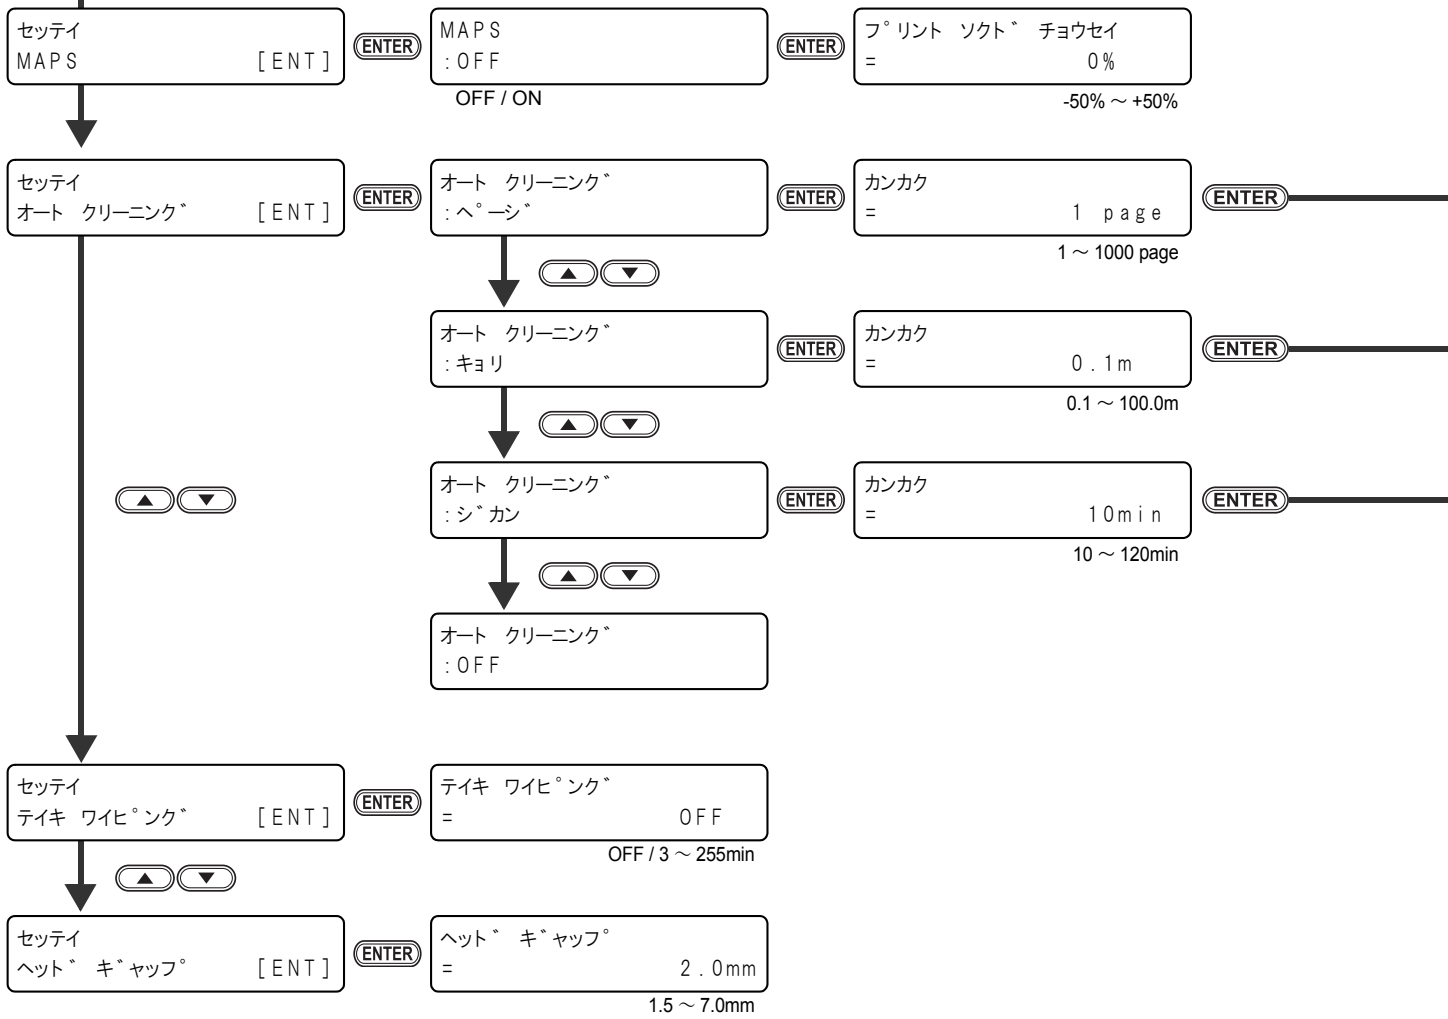 セッテイ
MAPS [ENT]
ENTER
MAPS
:OFF
OFF / ON
ENTER
プリント ソクド チョウセイ
= 0%
-50% ～ +50%
セッテイ
オート クリーニング [ENT]
ENTER
オート クリーニング
:ページ
ENTER
カンカク
= 1 page
1 ～ 1000 page
ENTER
オート クリーニング
:キョリ
ENTER
カンカク
= 0.1m
0.1 ～ 100.0m
ENTER
オート クリーニング
:ジカン
ENTER
カンカク
= 10min
10 ～ 120min
ENTER
オート クリーニング
:OFF
セッテイ
テイキ ワイピング [ENT]
ENTER
テイキ ワイピング
= OFF
OFF / 3 ～ 255min
セッテイ
ヘッド ギャップ [ENT]
ENTER
ヘッド ギャップ
= 2.0mm
1.5 ～ 7.0mm